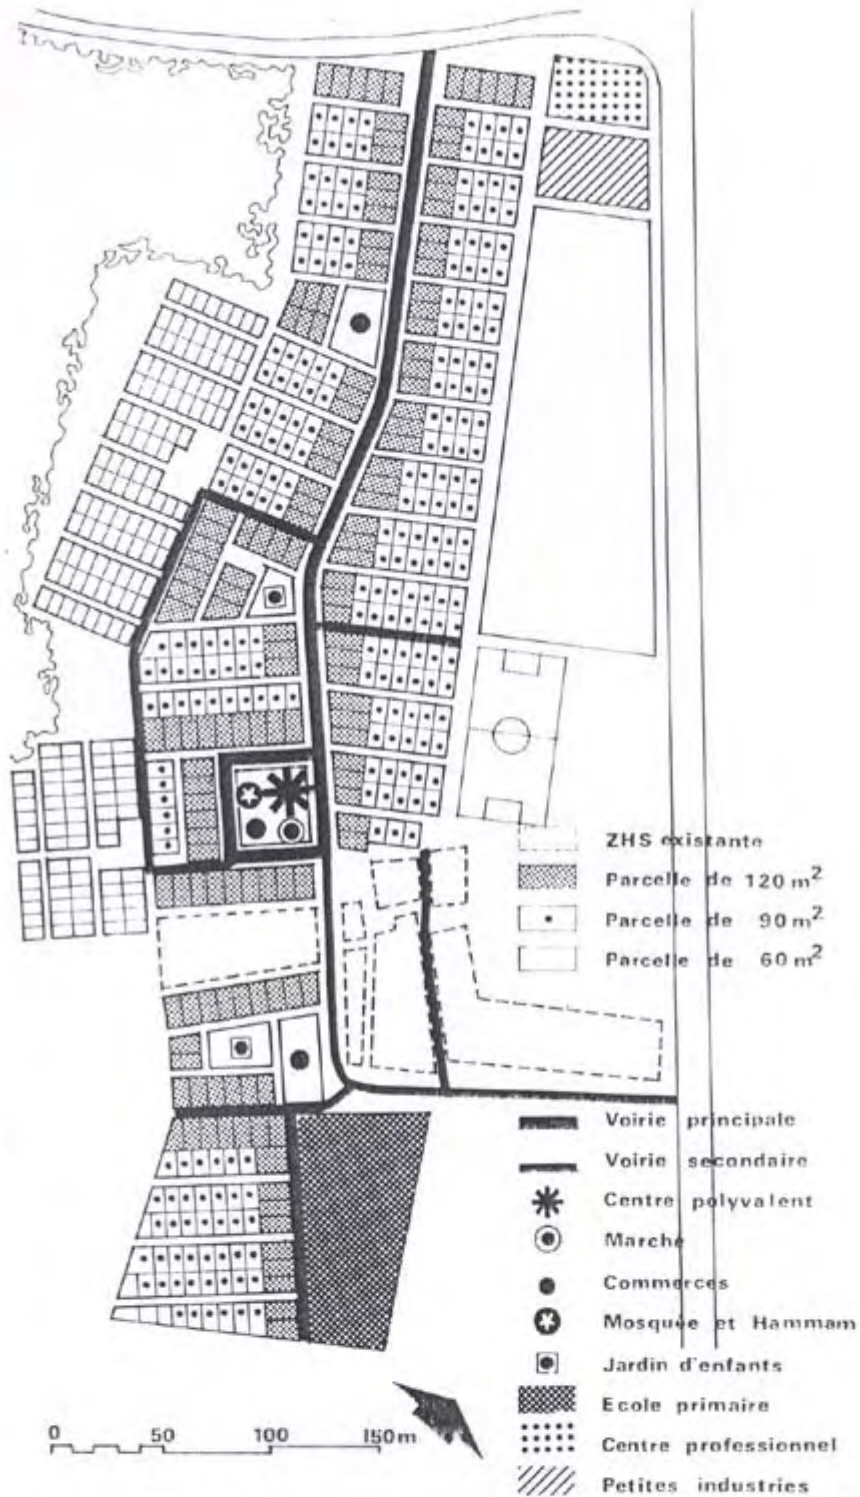 ZHS existante
Parcelle de 120 m²
Parcelle de 90 m²
Parcelle de 60 m²
Voirie principale
Voirie secondaire
Centre polyvalent
Marché
Commerces
Mosquée et Hammam
Jardin d'enfants
Ecole primaire
Centre professionnel
Petites industries
0 50 100 150 m